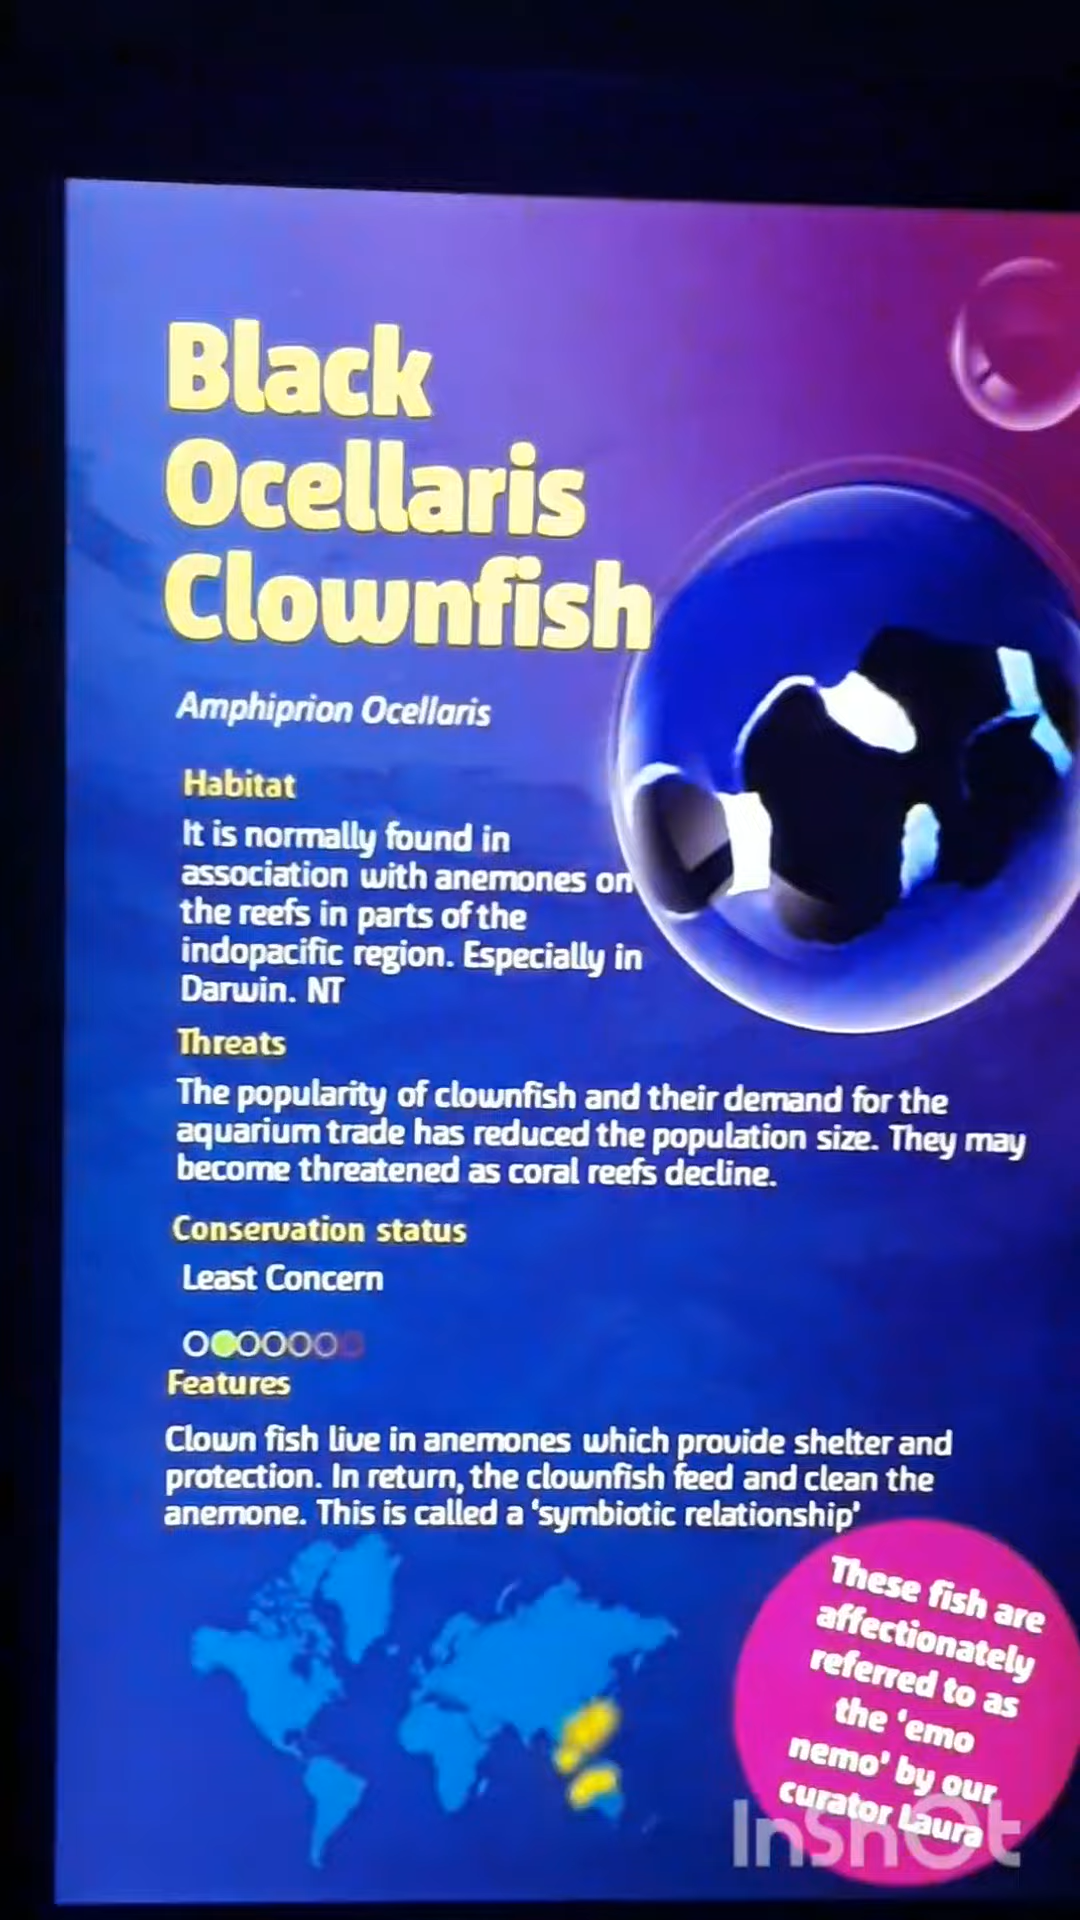 Black
Ocellaris
Clownfish
Amphiprion Ocellaris
Habitat
It is normally found in
association with anemones on
the reefs in parts of the
indopacific region. Especially in
Darwin. NT
Threats
The popularity of clownfish and their demand for the
aquarium trade has reduced the population size. They may
become threatened as coral reefs decline.
Conservation status
Least Concern
Features
Clown fish live in anemones which provide shelter and
protection. In return, the clownfish feed and clean the
anemone. This is called a ‘symbiotic relationship’
These fish are
affectionately
referred to as
the ‘emo
nemo’ by our
curator Laura
InShOt